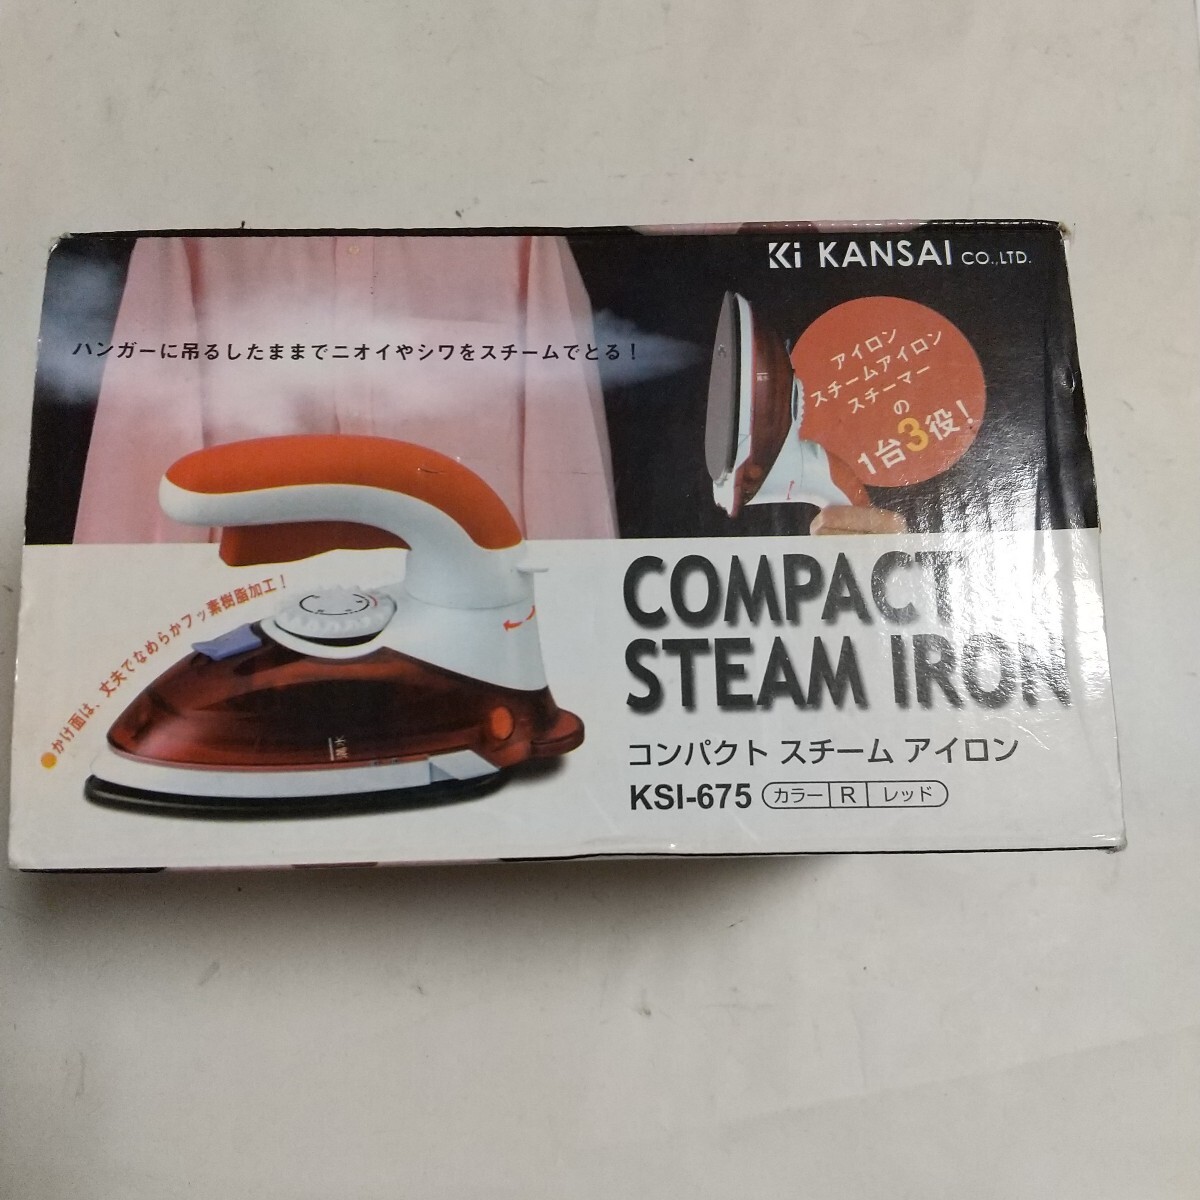 Ki KANSAI CO.,LTD.
ハンガーに吊るしたままでニオイやシワをスチームでとる！
アイロン
スチームアイロン
スチーマー
の
1台3役！
●かけ面は、丈夫でなめらかフッ素樹脂加工！
満水
COMPACT
STEAM IRON
コンパクト スチーム アイロン
KSI-675 カラー R レッド